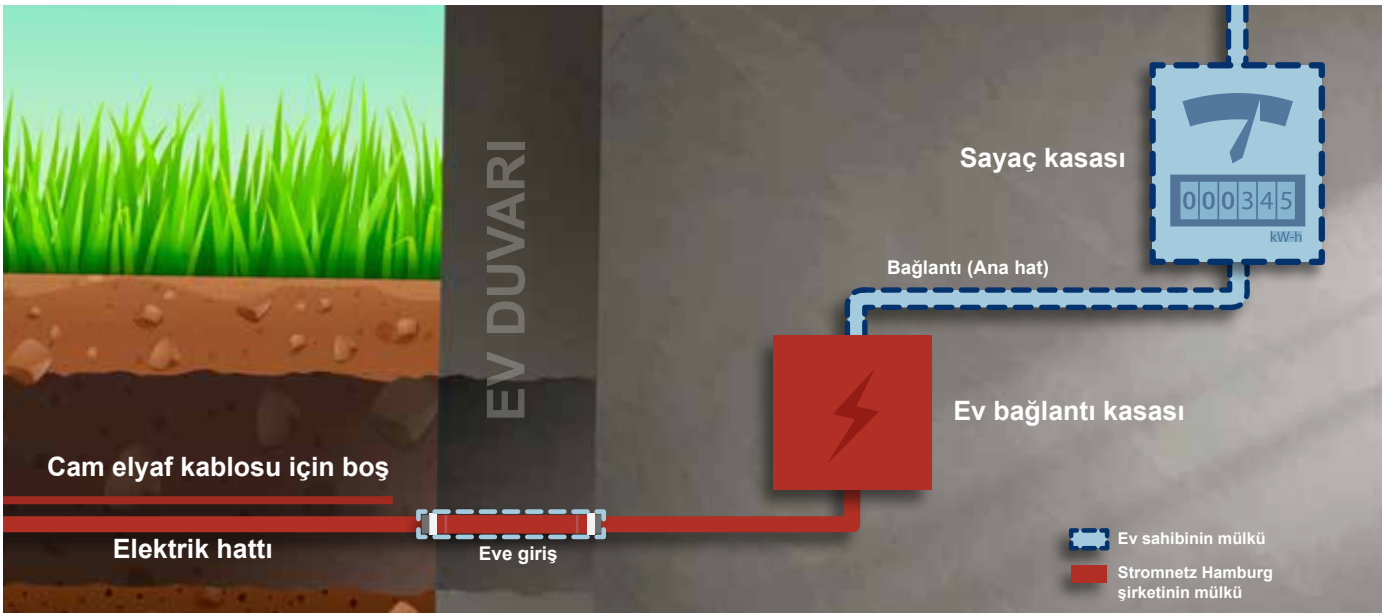 EV DUVARI
Sayaç kasası
000345
kW-h
Bağlantı (Ana hat)
Ev bağlantı kasası
Cam elyaf kablosu için boş
Elektrik hattı
Eve giriş
Ev sahibinin mülkü
Stromnetz Hamburg
şirketinin mülkü